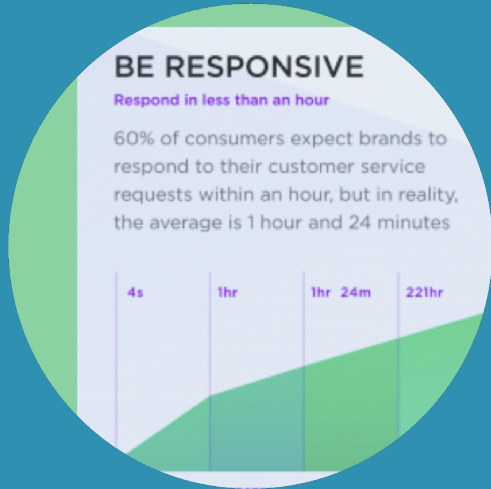 BE RESPONSIVE
Respond in less than an hour
60% of consumers expect brands to
respond to their customer service
requests within an hour, but in reality,
the average is 1 hour and 24 minutes
4s 1hr 1hr 24m 221hr